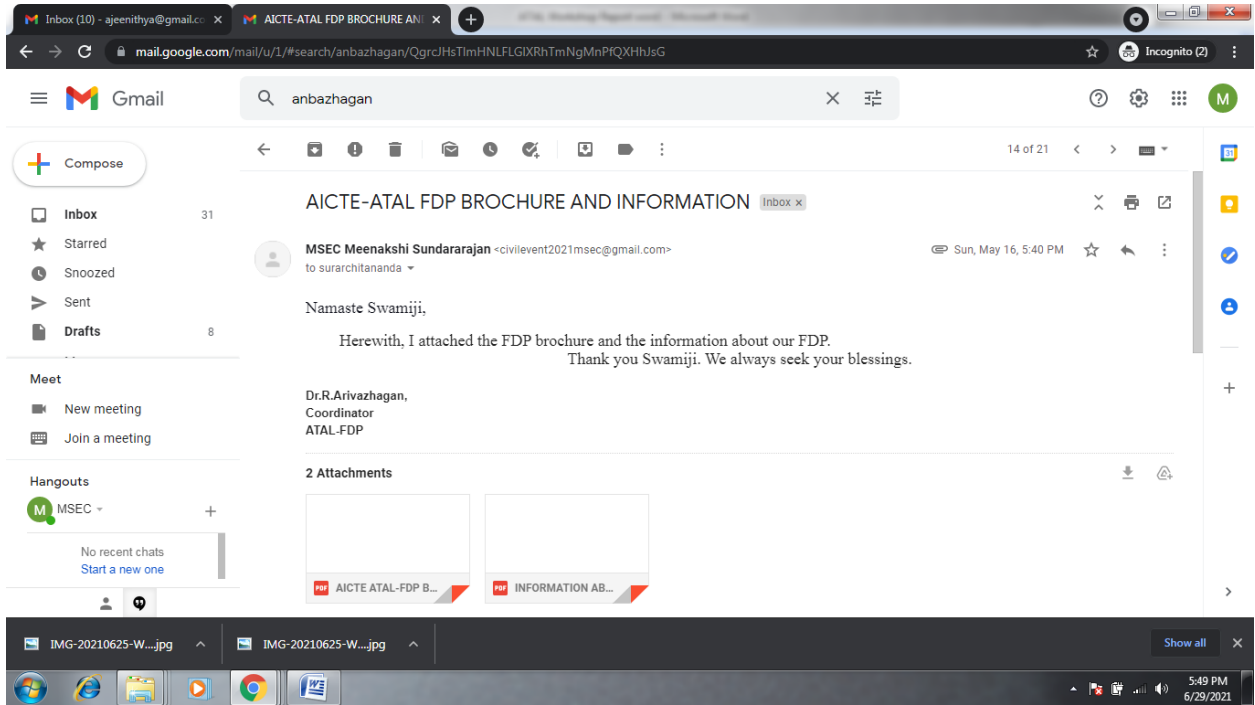 Inbox (10) - ajeenithya@gmail.co
AICTE-ATAL FDP BROCHURE AN
mail.google.com/mail/u/1/#search/anbazhagan/QgrcJHsTlmHNLFLGlXRhTmNgMnPfQXHhJsG
Incognito (2)
Gmail
anbazhagan
M
Compose
14 of 21
31
Inbox 31
Starred
Snoozed
Sent
Drafts 8
AICTE-ATAL FDP BROCHURE AND INFORMATION Inbox x
MSEC Meenakshi Sundararajan <civilevent2021msec@gmail.com>
Sun, May 16, 5:40 PM
to surarchitananda
Namaste Swamiji,
Herewith, I attached the FDP brochure and the information about our FDP.
Thank you Swamiji. We always seek your blessings.
Dr.R.Arivazhagan,
Coordinator
ATAL-FDP
Meet
New meeting
Join a meeting
Hangouts
M MSEC
No recent chats
Start a new one
2 Attachments
PDF AICTE ATAL-FDP B...
PDF INFORMATION AB...
IMG-20210625-W....jpg
IMG-20210625-W....jpg
Show all
5:49 PM
6/29/2021